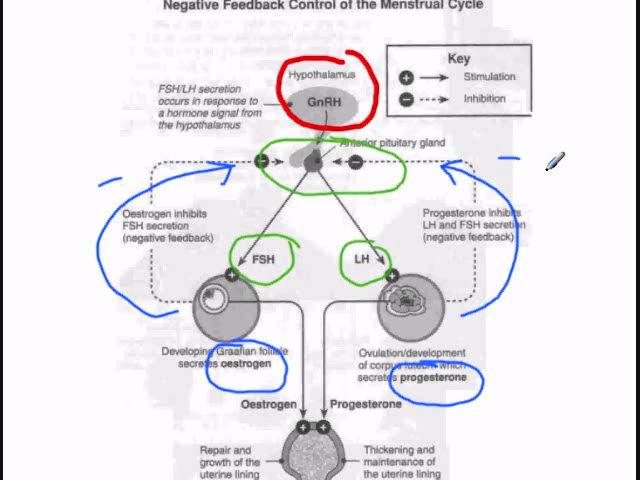 Negative Feedback Control of the Menstrual Cycle
Key
Stimulation
Inhibition
Hypothalamus
GnRH
FSH/LH secretion
occurs in response to
a hormone signal from
the hypothalamus
Anterior pituitary gland
Oestrogen inhibits
FSH secretion
(negative feedback)
Progesterone inhibits
LH and FSH secretion
(negative feedback)
FSH
LH
Developing Graafian follicle
secretes oestrogen
Ovulation/development
of corpus luteum which
secretes progesterone
Oestrogen
Progesterone
Repair and
growth of the
uterine lining
Thickening and
maintenance of
the uterine lining